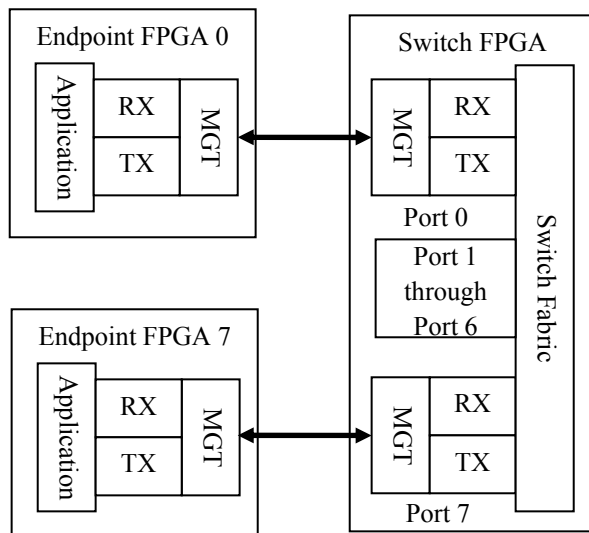 Endpoint FPGA 0
Application
RX
TX
MGT
Switch FPGA
MGT
RX
TX
Port 0
Port 1
through
Port 6
Switch Fabric
Endpoint FPGA 7
Application
RX
TX
MGT
MGT
RX
TX
Port 7